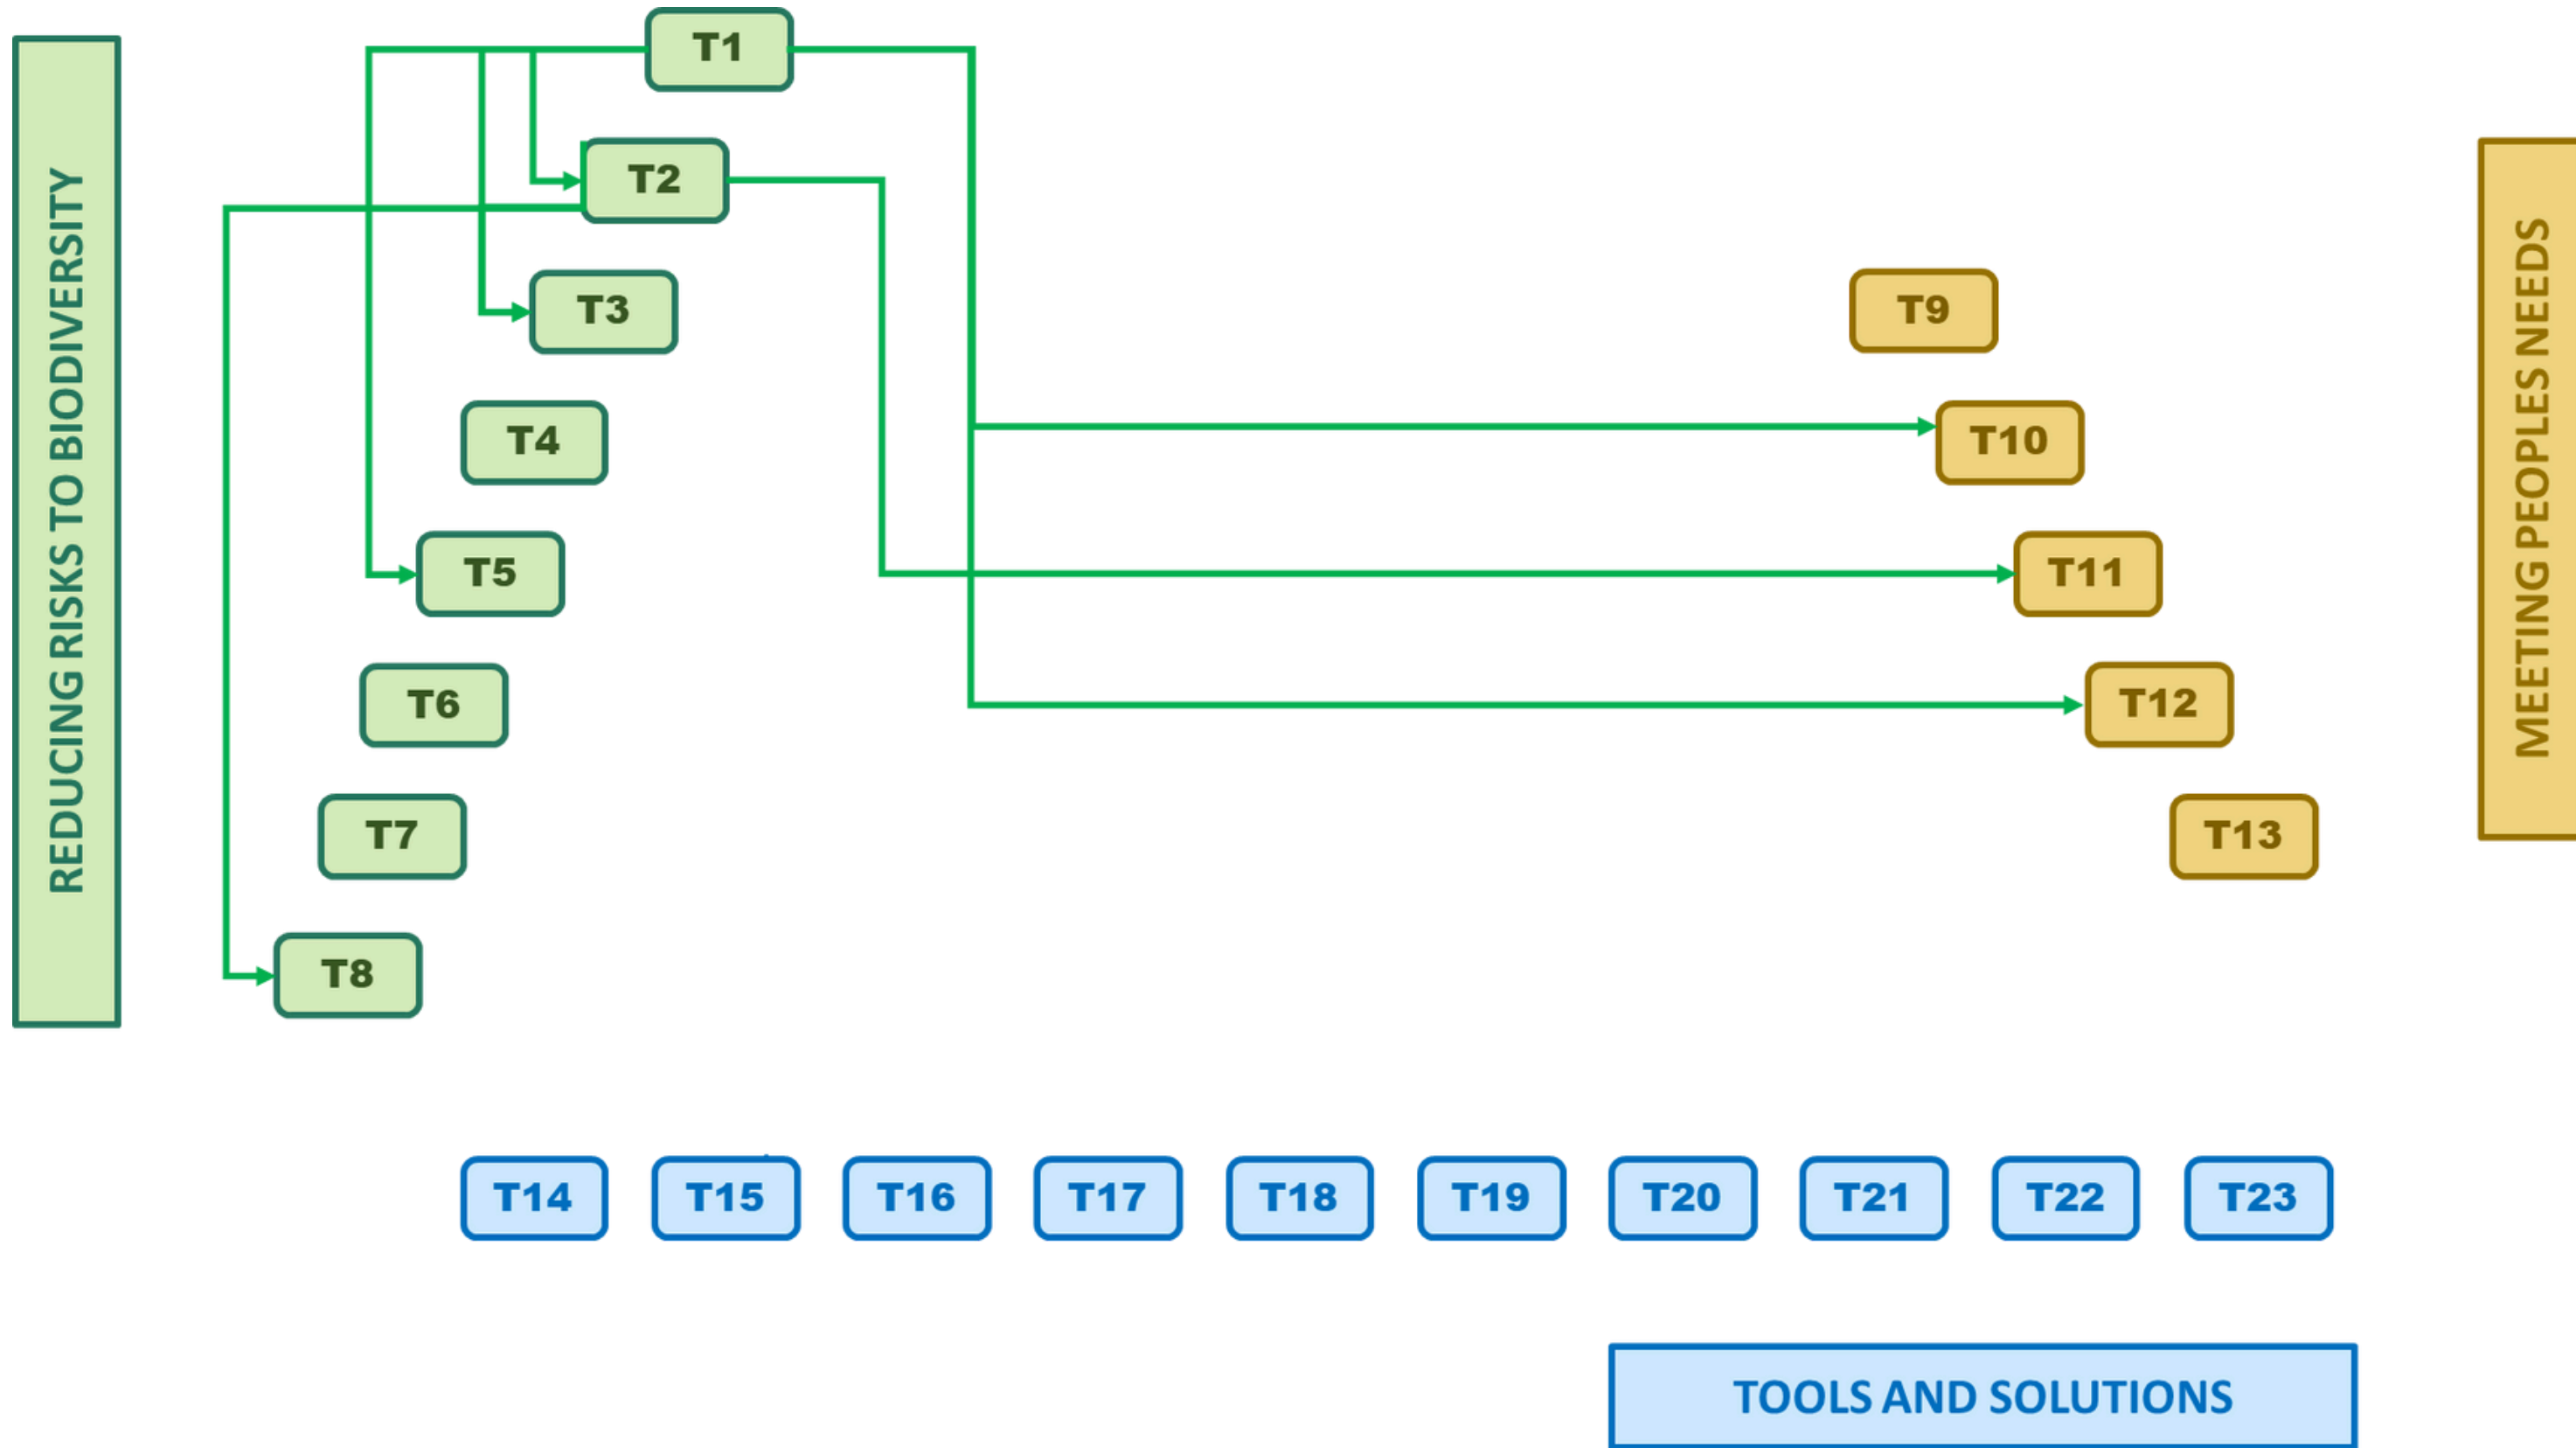 REDUCING RISKS TO BIODIVERSITY
T1
T2
T3
T4
T5
T6
T7
T8
T9
T10
T11
T12
T13
MEETING PEOPLES NEEDS
T14 T15 T16 T17 T18 T19 T20 T21 T22 T23
TOOLS AND SOLUTIONS